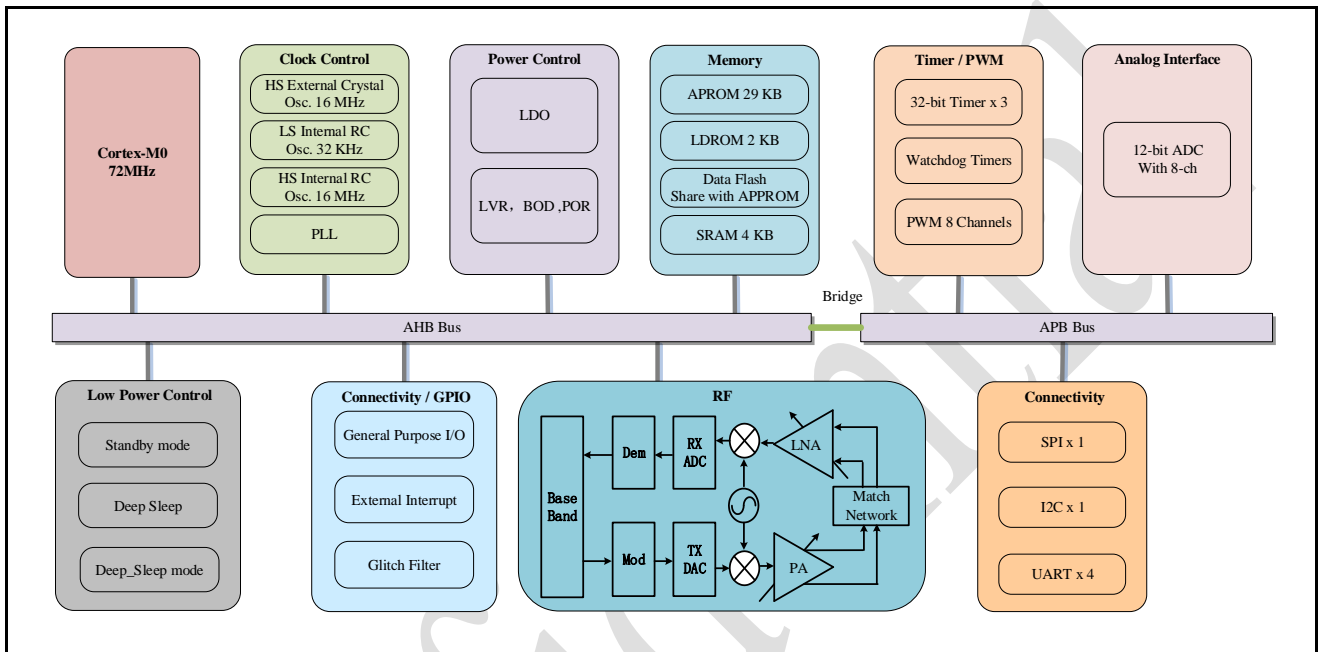 Cortex-M0
72MHz
Clock Control
HS External Crystal
Osc. 16 MHz
LS Internal RC
Osc. 32 KHz
HS Internal RC
Osc. 16 MHz
PLL
Power Control
LDO
LVR，BOD ,POR
Memory
APROM 29 KB
LDROM 2 KB
Data Flash
Share with APPROM
SRAM 4 KB
Timer / PWM
32-bit Timer x 3
Watchdog Timers
PWM 8 Channels
Analog Interface
12-bit ADC
With 8-ch
AHB Bus
Bridge
APB Bus
Low Power Control
Standby mode
Deep Sleep
Deep_Sleep mode
Connectivity / GPIO
General Purpose I/O
External Interrupt
Glitch Filter
RF
Base
Band
Dem
RX
ADC
LNA
Match
Network
Mod
TX
DAC
PA
Connectivity
SPI x 1
I2C x 1
UART x 4